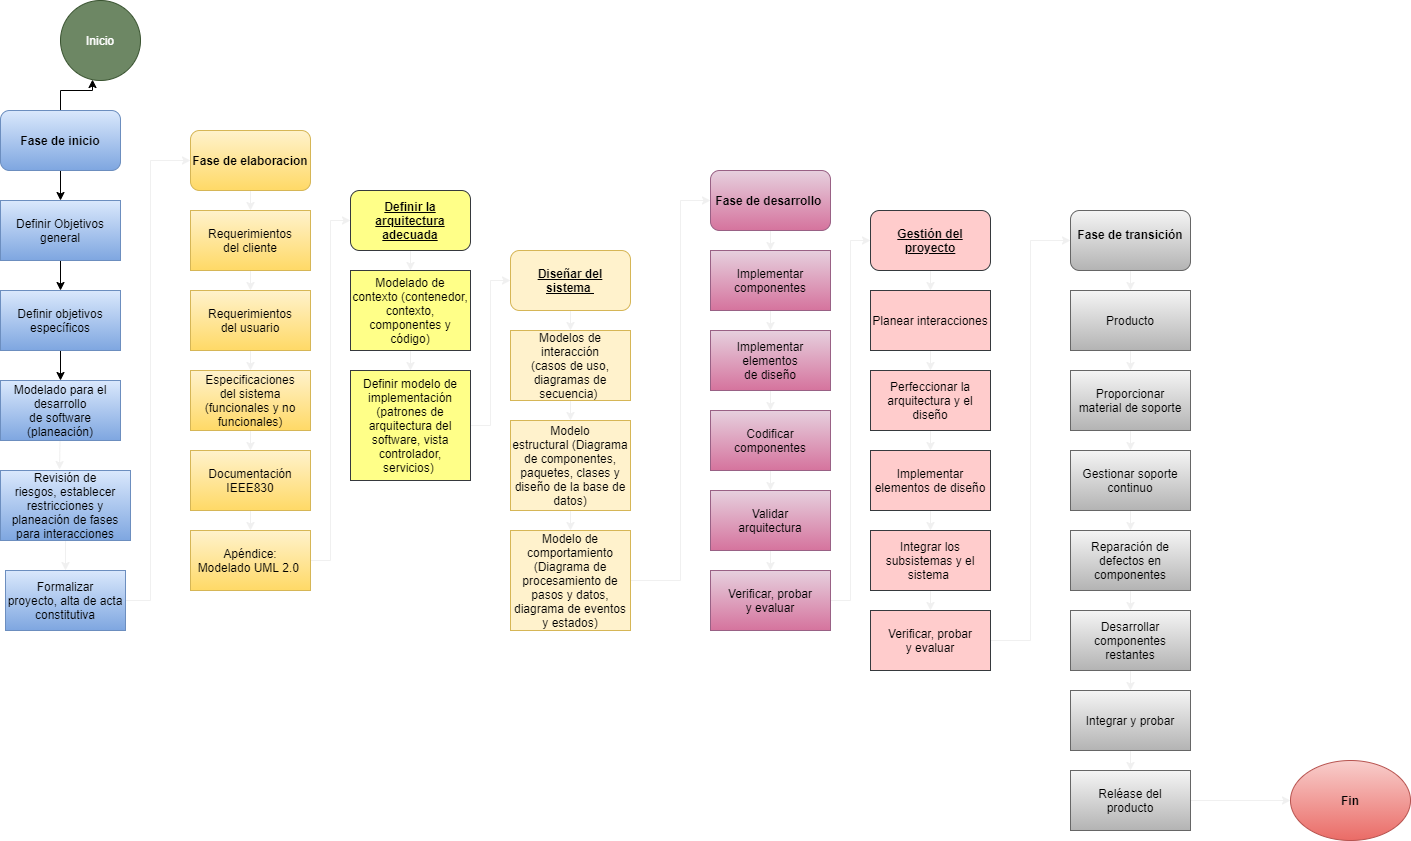 Inicio
Fase de inicio
Definir Objetivos
general
Definir objetivos
específicos
Modelado para el
desarrollo
de software
(planeación)
Revisión de
riesgos, establecer
restricciones y
planeación de fases
para interacciones
Formalizar
proyecto, alta de acta
constitutiva
Fase de elaboracion
Requerimientos
del cliente
Requerimientos
del usuario
Especificaciones
del sistema
(funcionales y no
funcionales)
Documentación
IEEE830
Apéndice:
Modelado UML 2.0
Definir la
arquitectura
adecuada
Modelado de
contexto (contenedor,
contexto,
componentes y
código)
Definir modelo de
implementación
(patrones de
arquitectura del
software, vista
controlador,
servicios)
Diseñar del
sistema
Modelos de
interacción
(casos de uso,
diagramas de
secuencia)
Modelo
estructural (Diagrama
de componentes,
paquetes, clases y
diseño de la base de
datos)
Modelo de
comportamiento
(Diagrama de
procesamiento de
pasos y datos,
diagrama de eventos
y estados)
Fase de desarrollo
Implementar
componentes
Implementar
elementos
de diseño
Codificar
componentes
Validar
arquitectura
Verificar, probar
y evaluar
Gestión del
proyecto
Planear interacciones
Perfeccionar la
arquitectura y el
diseño
Implementar
elementos de diseño
Integrar los
subsistemas y el
sistema
Verificar, probar
y evaluar
Fase de transición
Producto
Proporcionar
material de soporte
Gestionar soporte
continuo
Reparación de
defectos en
componentes
Desarrollar
componentes
restantes
Integrar y probar
Reléase del
producto
Fin